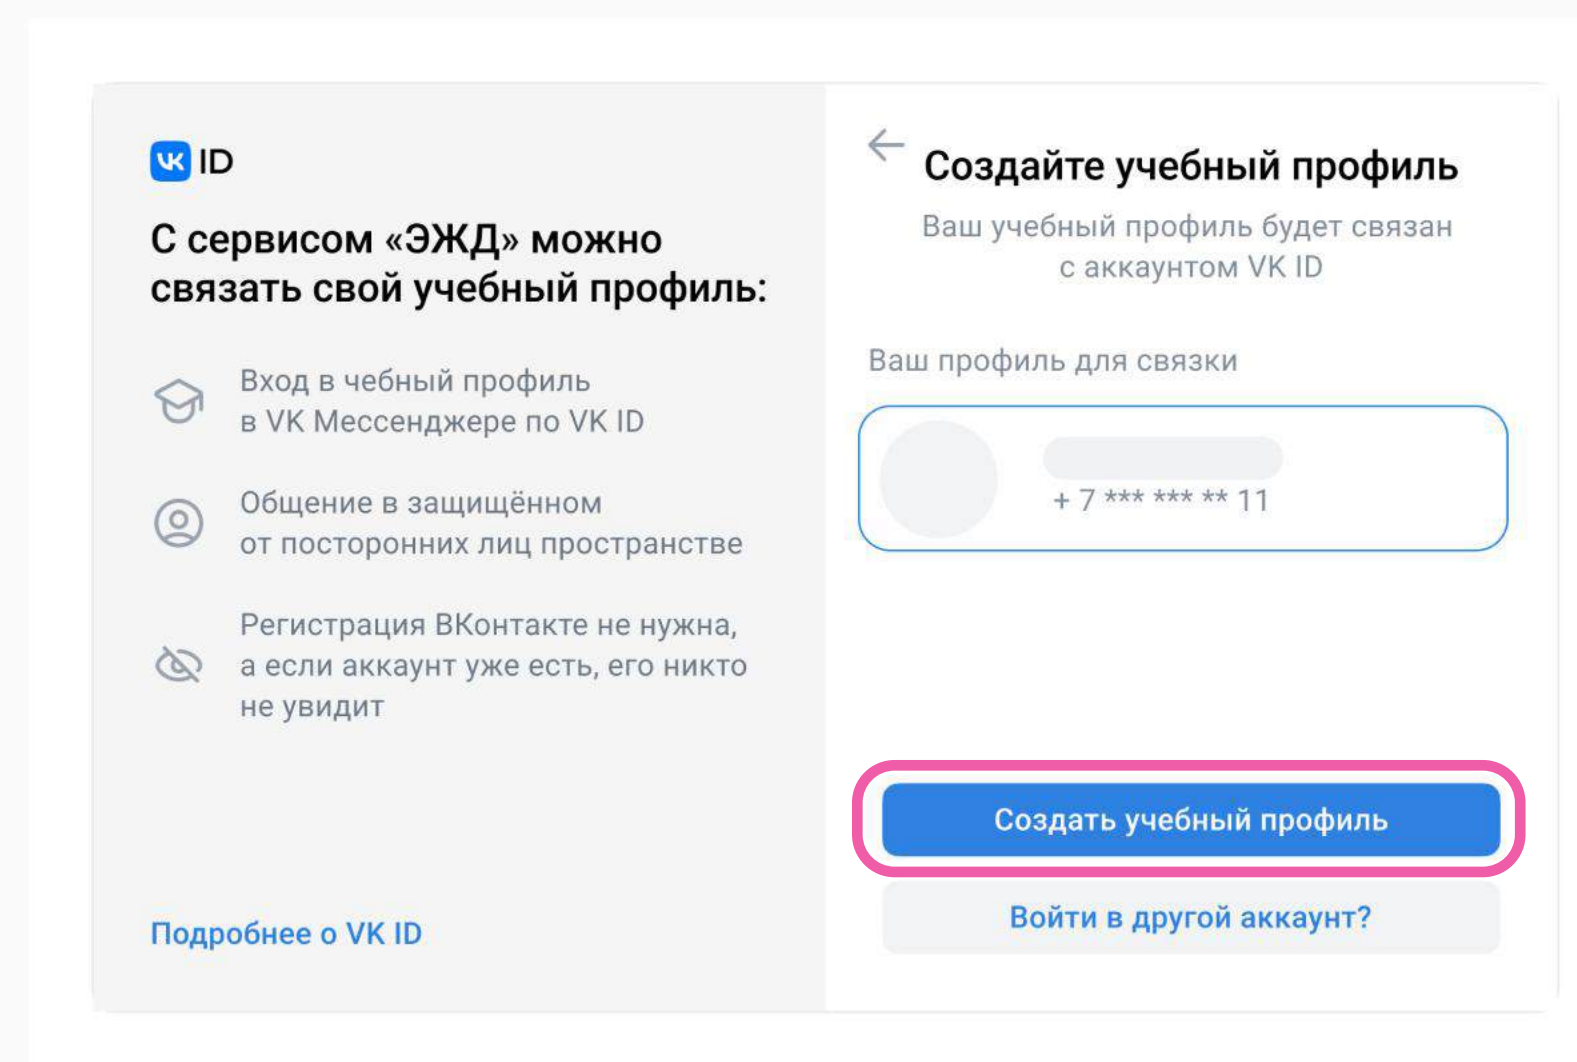 VK ID
С сервисом «ЭЖД» можно
связать свой учебный профиль:
Вход в чебный профиль
в VK Мессенджере по VK ID
Общение в защищённом
от посторонних лиц пространстве
Регистрация ВКонтакте не нужна,
а если аккаунт уже есть, его никто
не увидит
Подробнее о VK ID
Создайте учебный профиль
Ваш учебный профиль будет связан
с аккаунтом VK ID
Ваш профиль для связки
+ 7 *** *** ** 11
Создать учебный профиль
Войти в другой аккаунт?